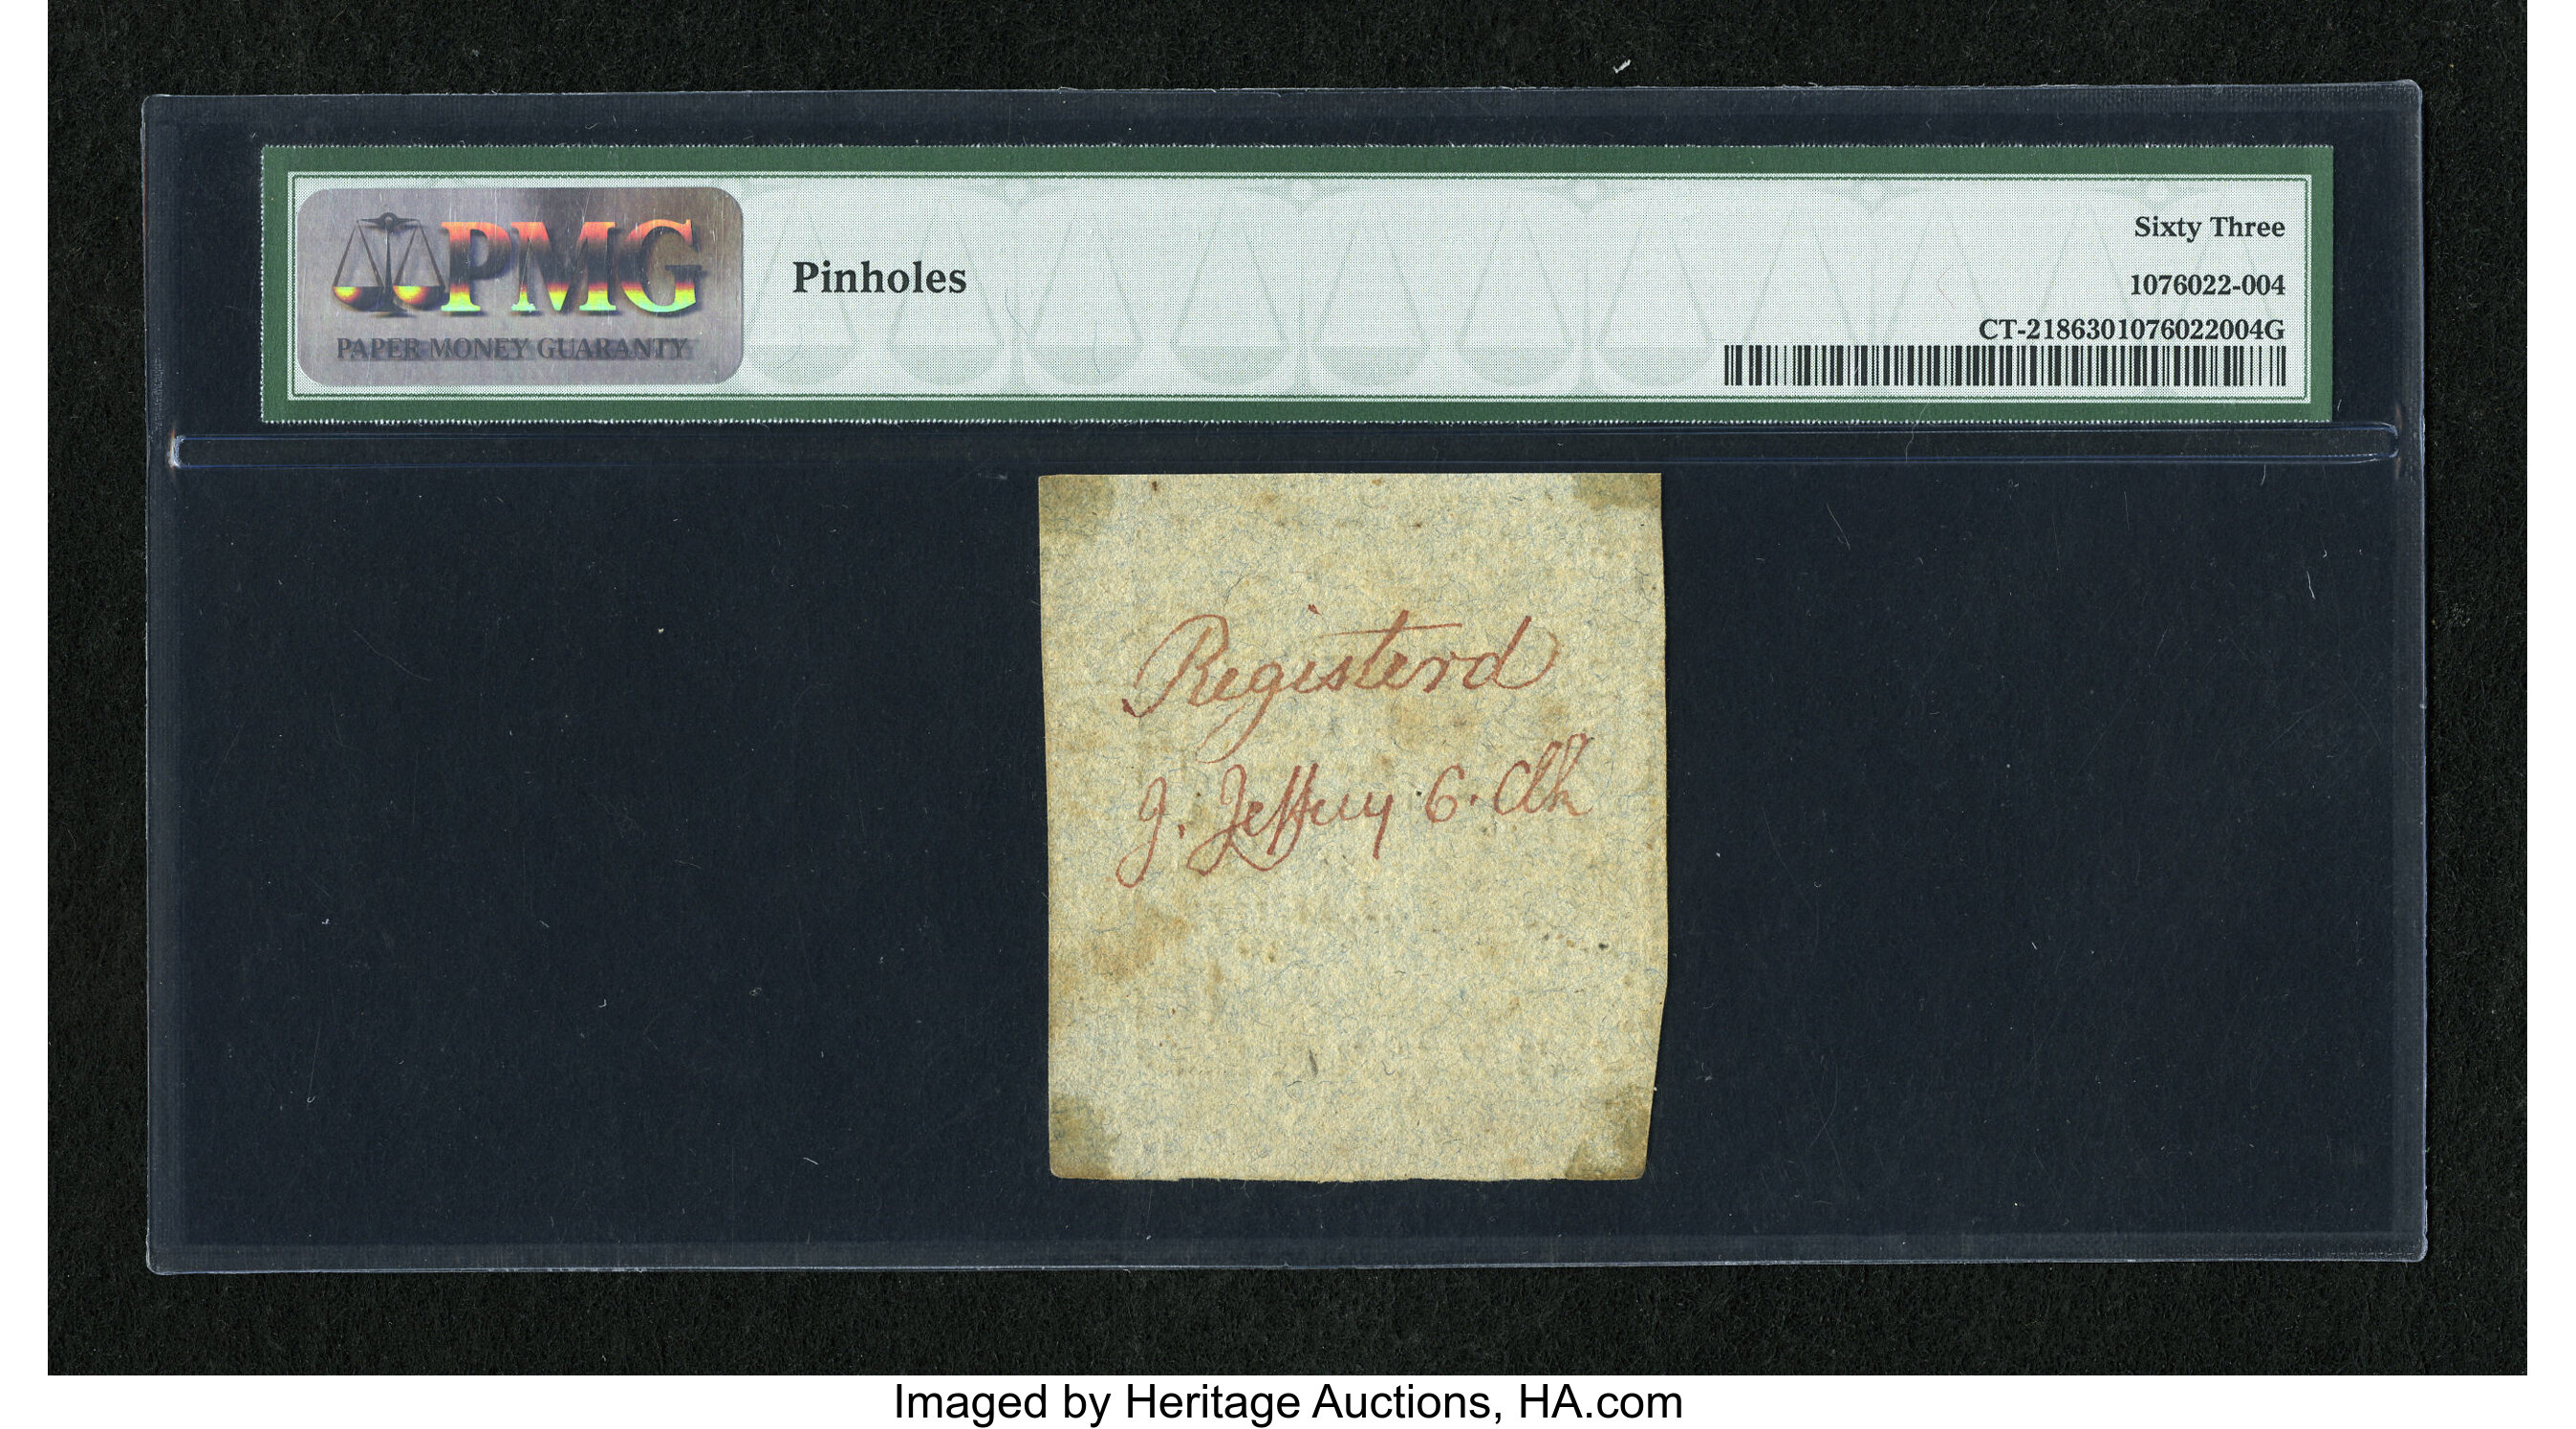 PMG
PAPER MONEY GUARANTY
Pinholes
Sixty Three
1076022-004
CT-2186301076022004G
Registerd
J. Jeffery C. Clk
Imaged by Heritage Auctions, HA.com